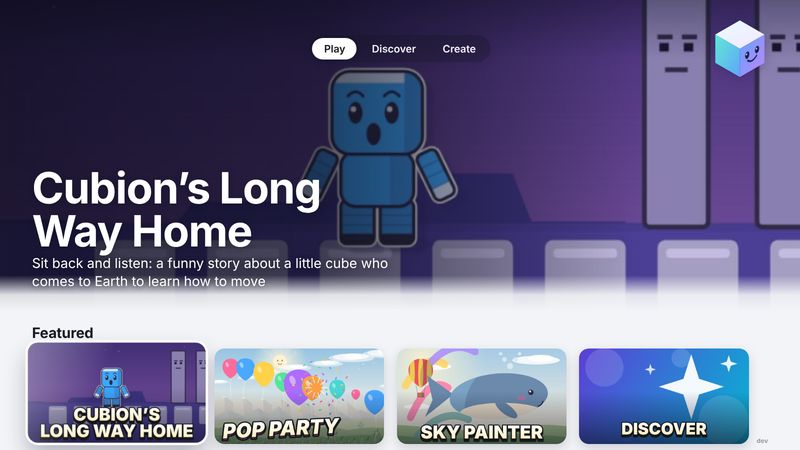 Play
Discover
Create
Cubion’s Long
Way Home
Sit back and listen: a funny story about a little cube who
comes to Earth to learn how to move
Featured
CUBION’S
LONG WAY HOME
POP PARTY
SKY PAINTER
DISCOVER
dev